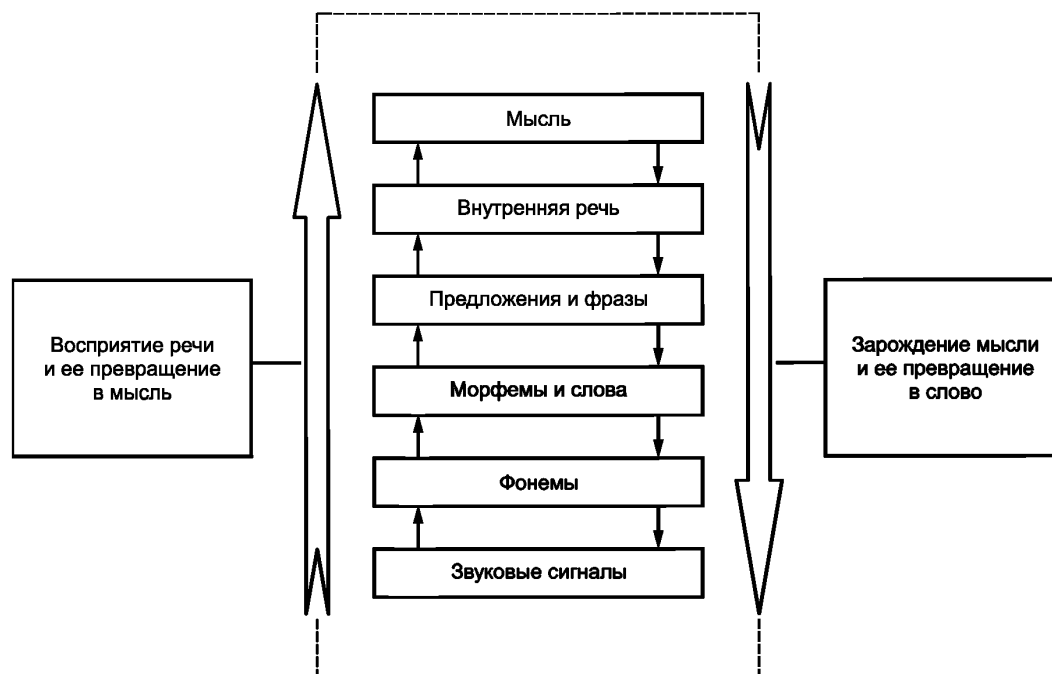 Мысль
Внутренняя речь
Предложения и фразы
Морфемы и слова
Фонемы
Звуковые сигналы
Восприятие речи
и ее превращение
в мысль
Зарождение мысли
и ее превращение
в слово